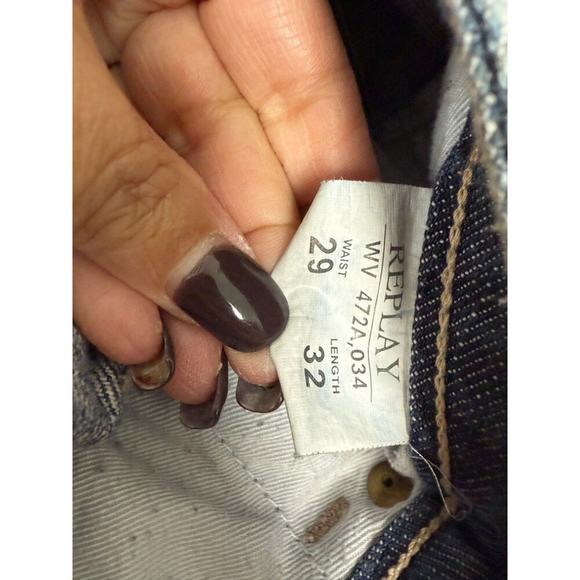 REPLAY
WV 472A,034
WAIST LENGTH
29 32